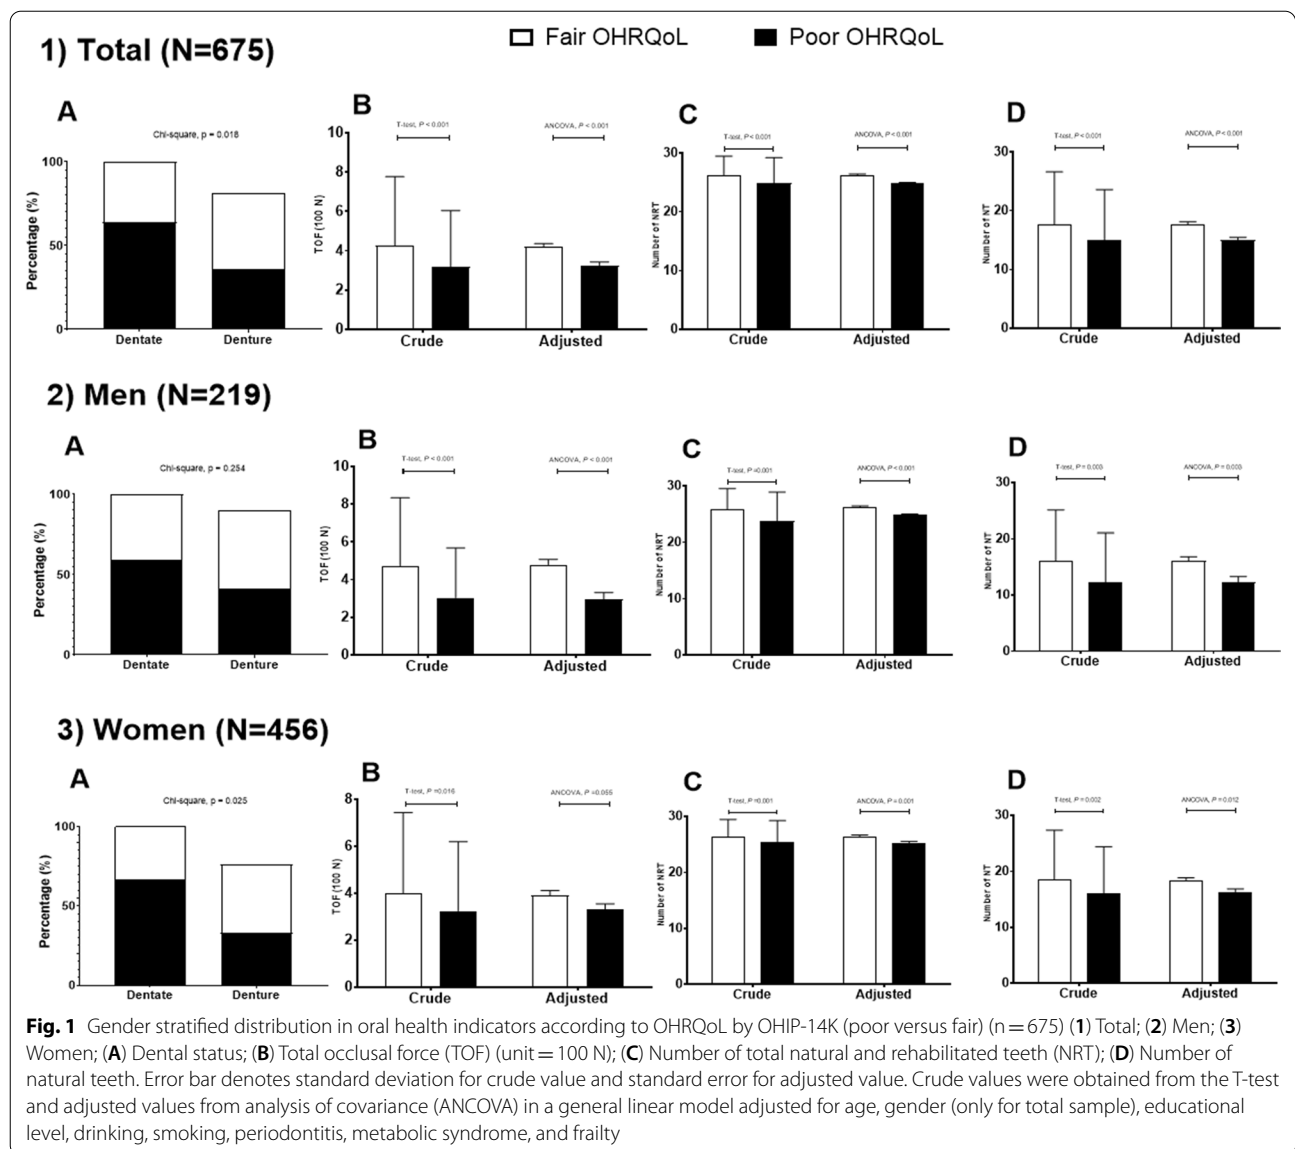 1) Total (N=675)
Fair OHRQoL
Poor OHRQoL
A
Chi-square, p = 0.018
Percentage (%)
100
50
0
Dentate Denture
B
T-test, P < 0.001
ANCOVA, P < 0.001
TOF (100 N)
10
8
6
4
2
0
Crude Adjusted
C
T-test, P < 0.001
ANCOVA, P < 0.001
Number of NRT
30
20
10
0
Crude Adjusted
D
T-test, P < 0.001
ANCOVA, P < 0.001
Number of NT
30
20
10
0
Crude Adjusted
2) Men (N=219)
A
Chi-square, p = 0.254
Percentage (%)
100
50
0
Dentate Denture
B
T-test, P < 0.001
ANCOVA, P < 0.001
TOF (100 N)
10
8
6
4
2
0
Crude Adjusted
C
T-test, P =0.001
ANCOVA, P < 0.001
Number of NRT
30
20
10
0
Crude Adjusted
D
T-test, P = 0.003
ANCOVA, P = 0.003
Number of NT
30
20
10
0
Crude Adjusted
3) Women (N=456)
A
Chi-square, p = 0.025
Percentage (%)
100
50
0
Dentate Denture
B
T-test, P =0.016
ANCOVA, P =0.055
TOF (100 N)
8
6
4
2
0
Crude Adjusted
C
T-test, P =0.001
ANCOVA, P = 0.001
Number of NRT
30
20
10
0
Crude Adjusted
D
T-test, P = 0.002
ANCOVA, P = 0.012
Number of NT
30
20
10
0
Crude Adjusted
Fig. 1 Gender stratified distribution in oral health indicators according to OHRQoL by OHIP-14K (poor versus fair) (n = 675) (1) Total; (2) Men; (3)
Women; (A) Dental status; (B) Total occlusal force (TOF) (unit = 100 N); (C) Number of total natural and rehabilitated teeth (NRT); (D) Number of
natural teeth. Error bar denotes standard deviation for crude value and standard error for adjusted value. Crude values were obtained from the T-test
and adjusted values from analysis of covariance (ANCOVA) in a general linear model adjusted for age, gender (only for total sample), educational
level, drinking, smoking, periodontitis, metabolic syndrome, and frailty